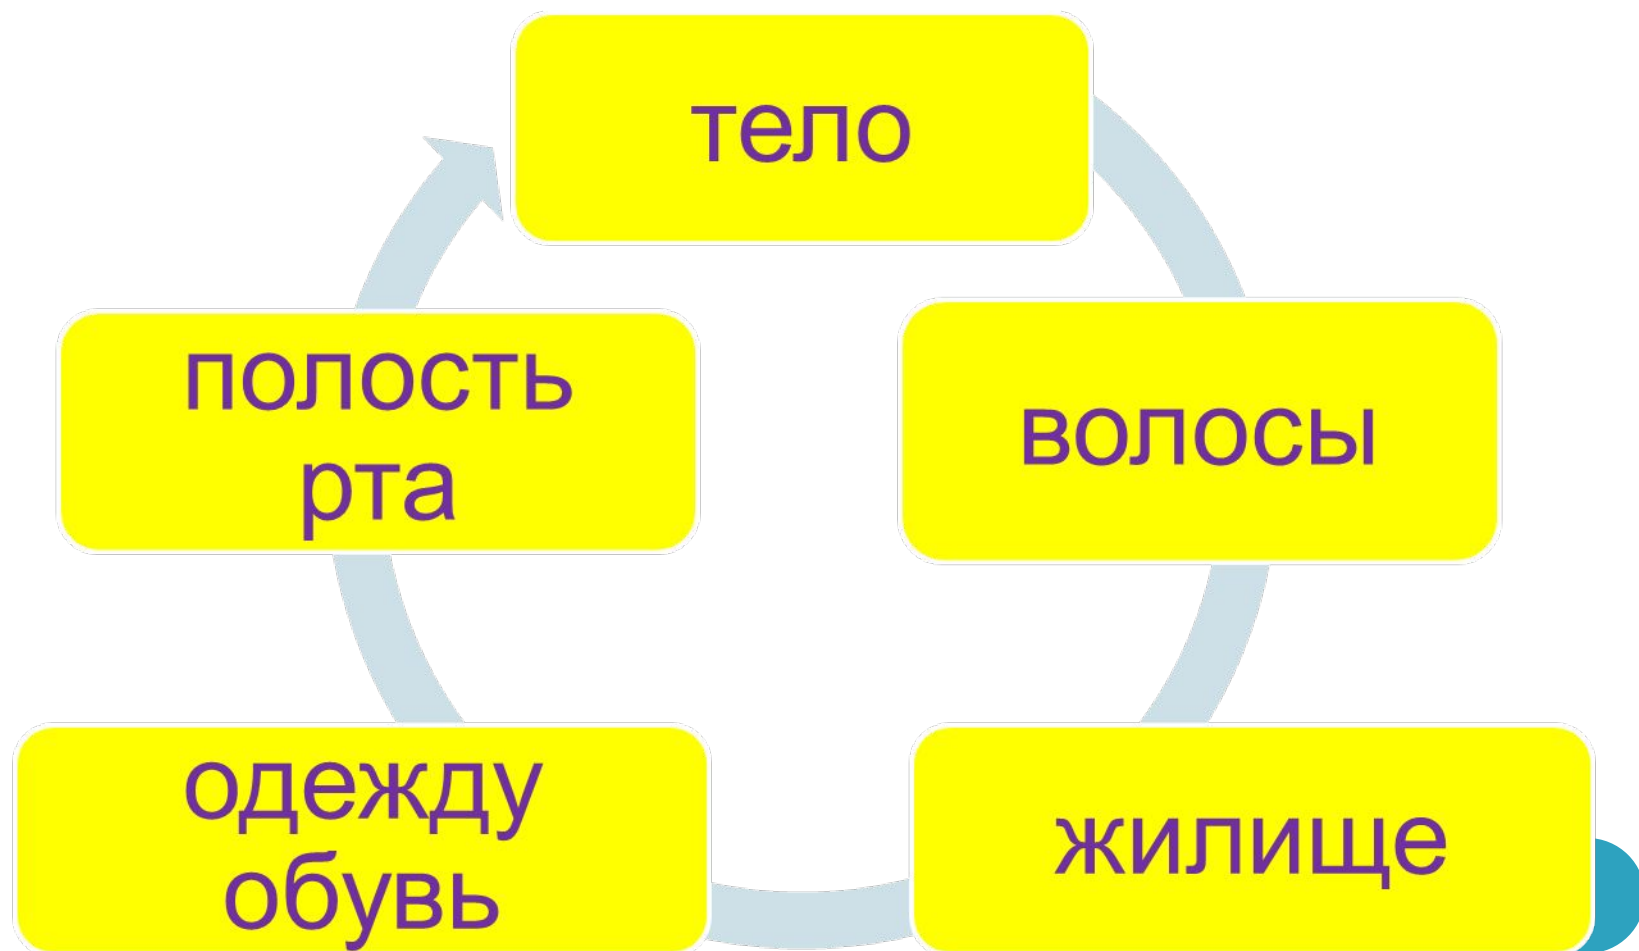 тело
волосы
жилище
одежду
обувь
полость
рта